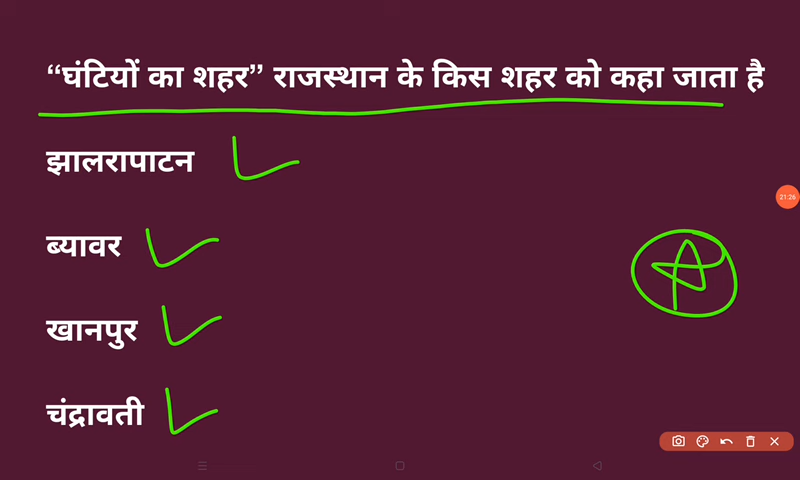 “घंटियों का शहर” राजस्थान के किस शहर को कहा जाता है
झालरापाटन
21:26
ब्यावर
खानपुर
चंद्रावती